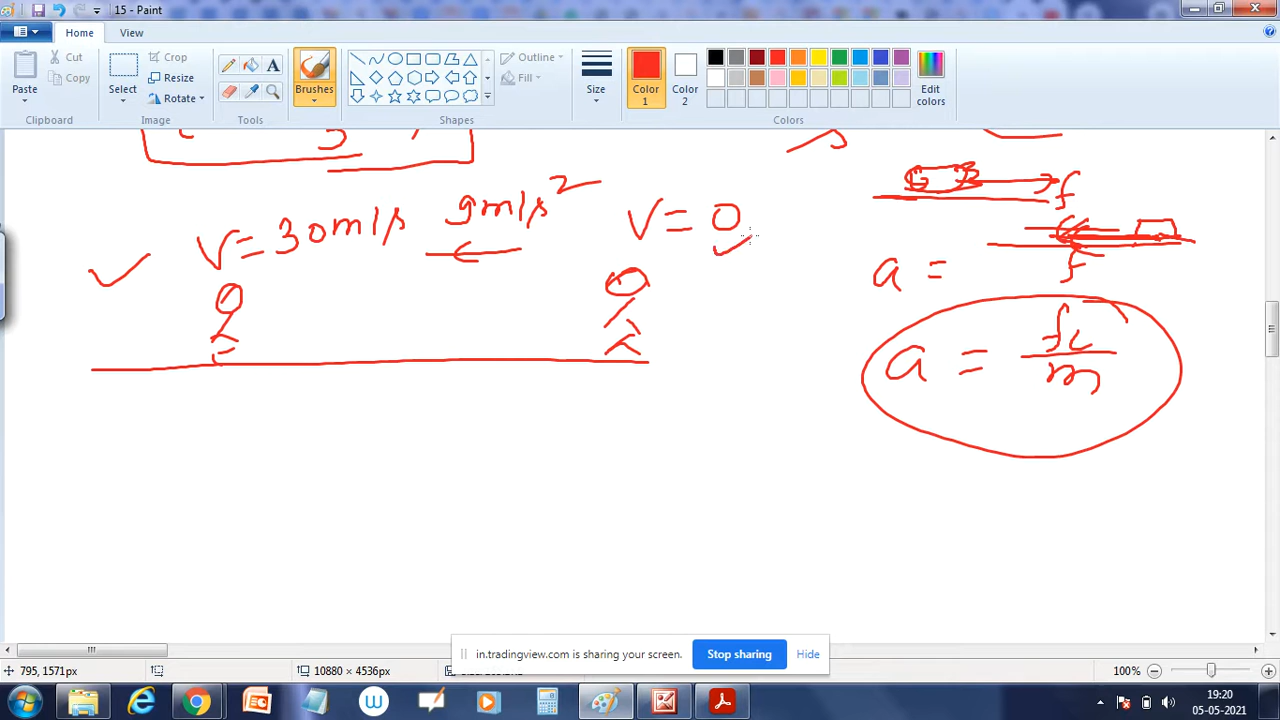 15 - Paint
Home View
Paste
Cut
Copy
Clipboard
Select
Crop
Resize
Rotate
Image
A
Tools
Brushes
Outline
Fill
Shapes
Size
Color 1
Color 2
Edit colors
Colors
V = 30m/s
9m/s²
V = 0
f
f
a =
a = /m
in.tradingview.com is sharing your screen. Stop sharing Hide
795, 1571px
10880 × 4536px
100%
19:20
05-05-2021